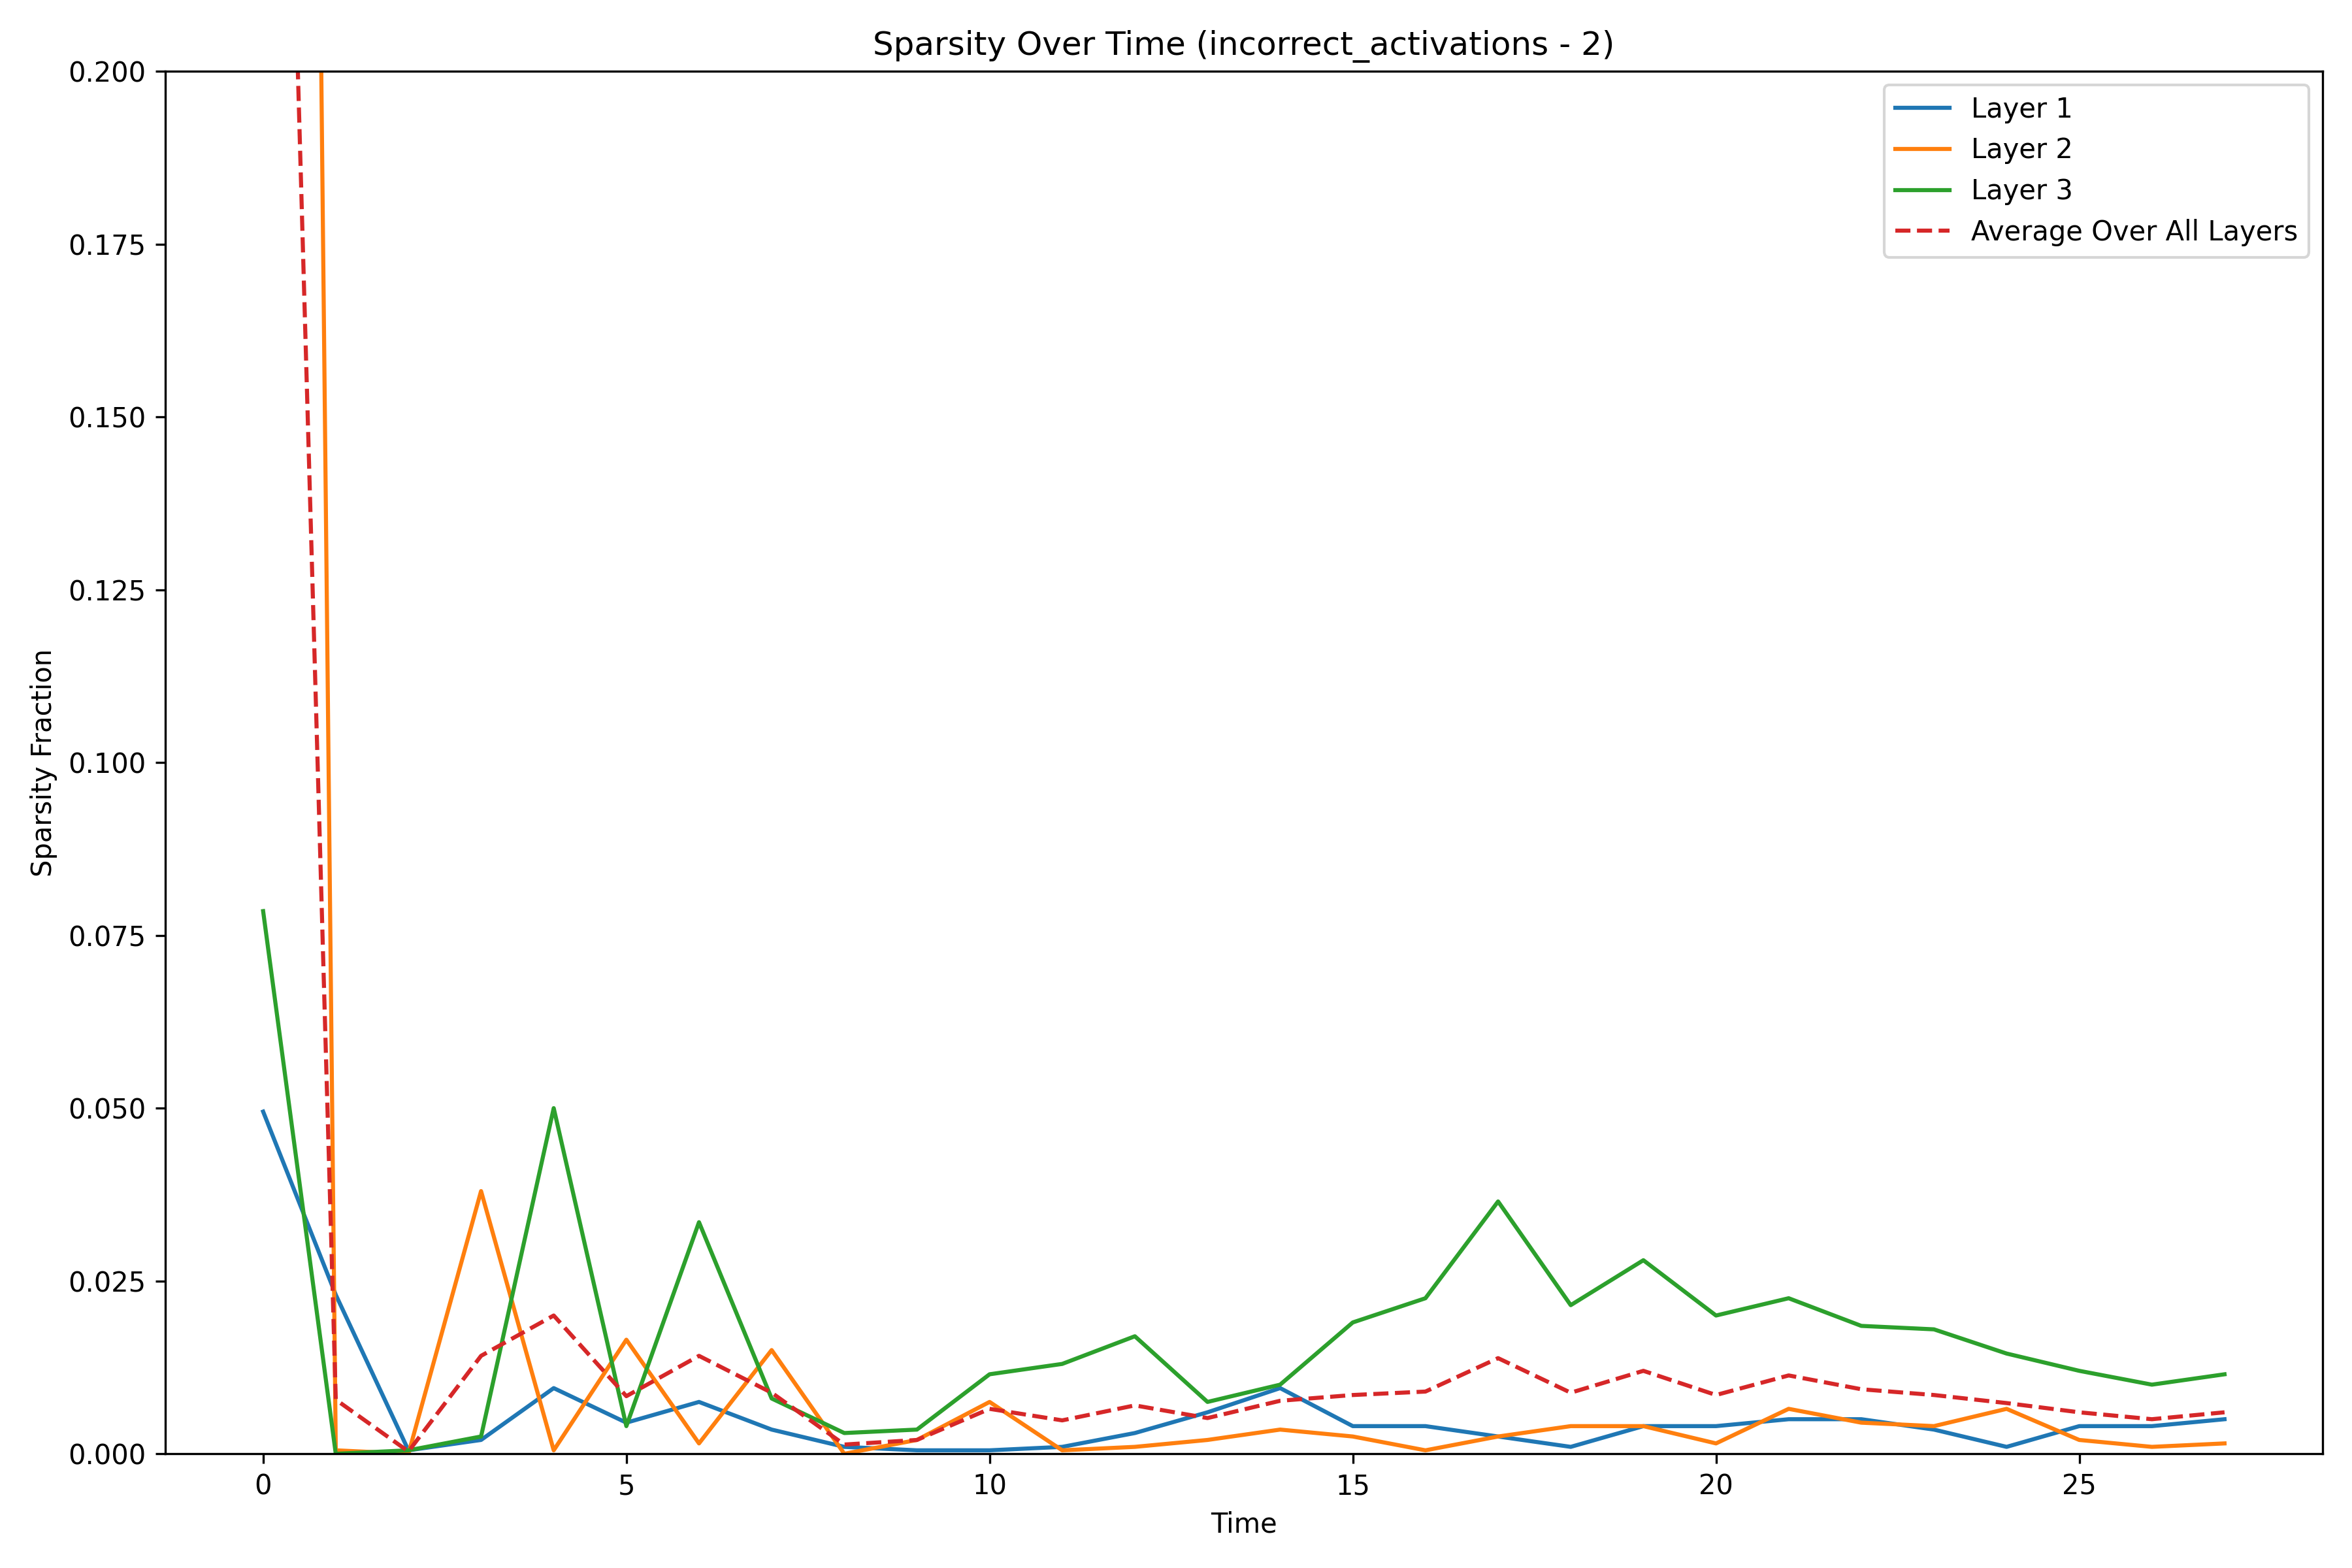 Sparsity Over Time (incorrect_activations - 2)
0.200
0.175
0.150
0.125
0.100
0.075
0.050
0.025
0.000
Sparsity Fraction
Layer 1
Layer 2
Layer 3
Average Over All Layers
0 5 10 15 20 25
Time